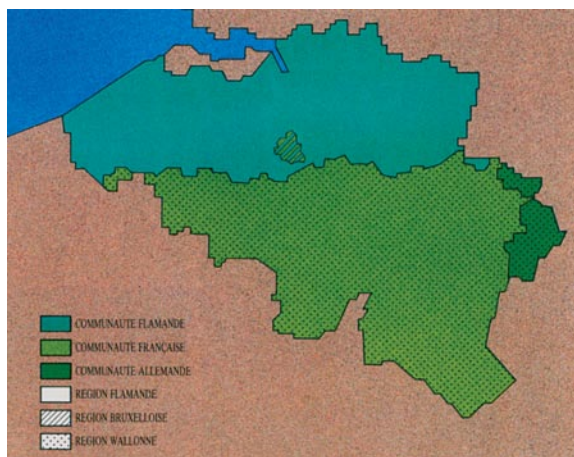 COMMUNAUTE FLAMANDE
COMMUNAUTE FRANÇAISE
COMMUNAUTE ALLEMANDE
REGION FLAMANDE
REGION BRUXELLOISE
REGION WALLONNE